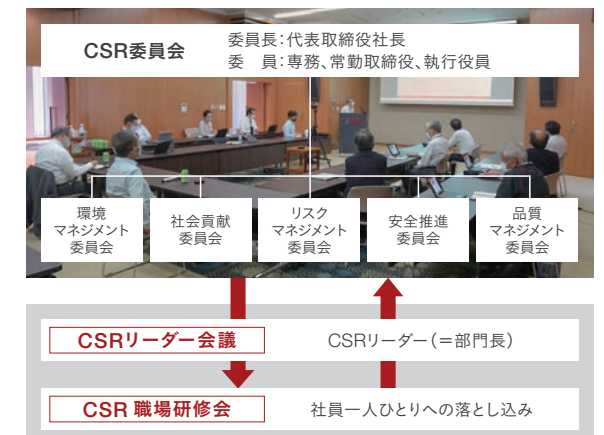 CSR委員会
委員長:代表取締役社長
委　員:専務、常勤取締役、執行役員
環境
マネジメント
委員会
社会貢献
委員会
リスク
マネジメント
委員会
安全推進
委員会
品質
マネジメント
委員会
CSRリーダー会議
CSRリーダー(=部門長)
CSR 職場研修会
社員一人ひとりへの落とし込み